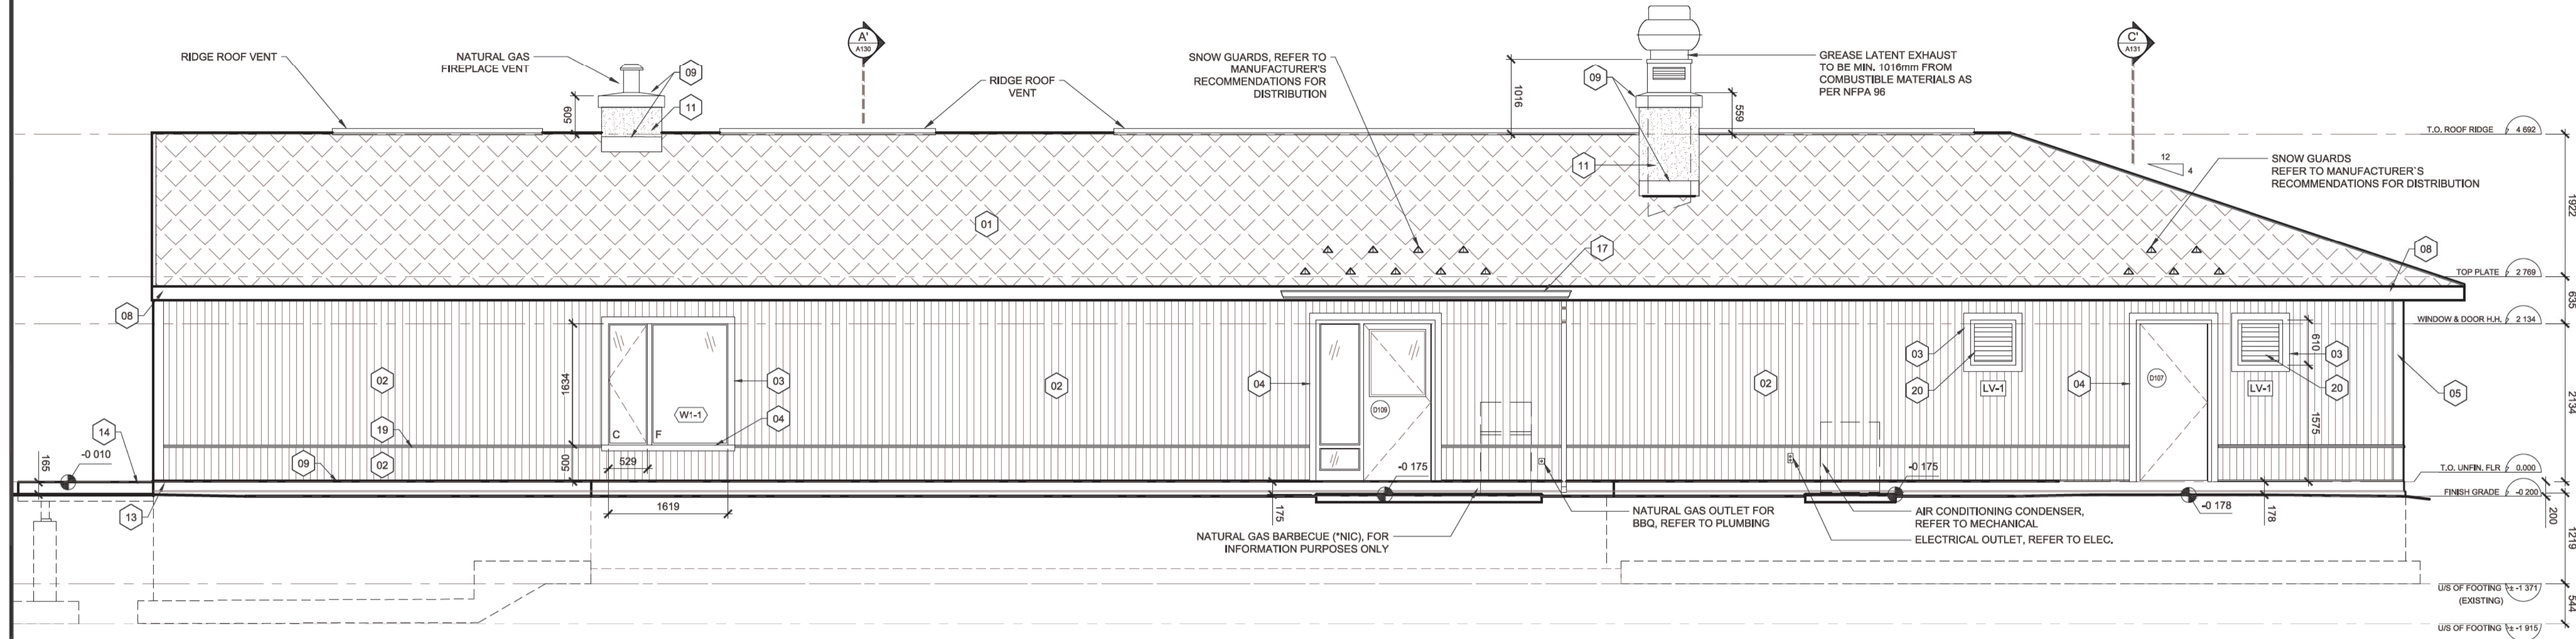 A'
A130
C'
A131
RIDGE ROOF VENT
NATURAL GAS
FIREPLACE VENT
09
11
509
RIDGE ROOF
VENT
SNOW GUARDS, REFER TO
MANUFACTURER'S
RECOMMENDATIONS FOR
DISTRIBUTION
1016
09
559
11
GREASE LATENT EXHAUST
TO BE MIN. 1016mm FROM
COMBUSTIBLE MATERIALS AS
PER NFPA 96
12
4
SNOW GUARDS
REFER TO MANUFACTURER'S
RECOMMENDATIONS FOR DISTRIBUTION
T.O. ROOF RIDGE 4 692
1922
01
17
08
TOP PLATE 2 769
635
08
WINDOW & DOOR H.H. 2 134
02
1634
03
W1-1
04
C
F
02
04
D109
02
03
20
LV-1
04
D107
610
03
20
LV-1
05
1575
2134
14
19
-0 010
165
09
02
500
529
1619
13
175
-0 175
-0 175
-0 178
178
T.O. UNFIN. FLR 0,000
FINISH GRADE -0 200
200
1219
NATURAL GAS BARBECUE (*NIC), FOR
INFORMATION PURPOSES ONLY
NATURAL GAS OUTLET FOR
BBQ, REFER TO PLUMBING
AIR CONDITIONING CONDENSER,
REFER TO MECHANICAL
ELECTRICAL OUTLET, REFER TO ELEC.
U/S OF FOOTING ±-1 371
(EXISTING)
544
U/S OF FOOTING ±-1 915